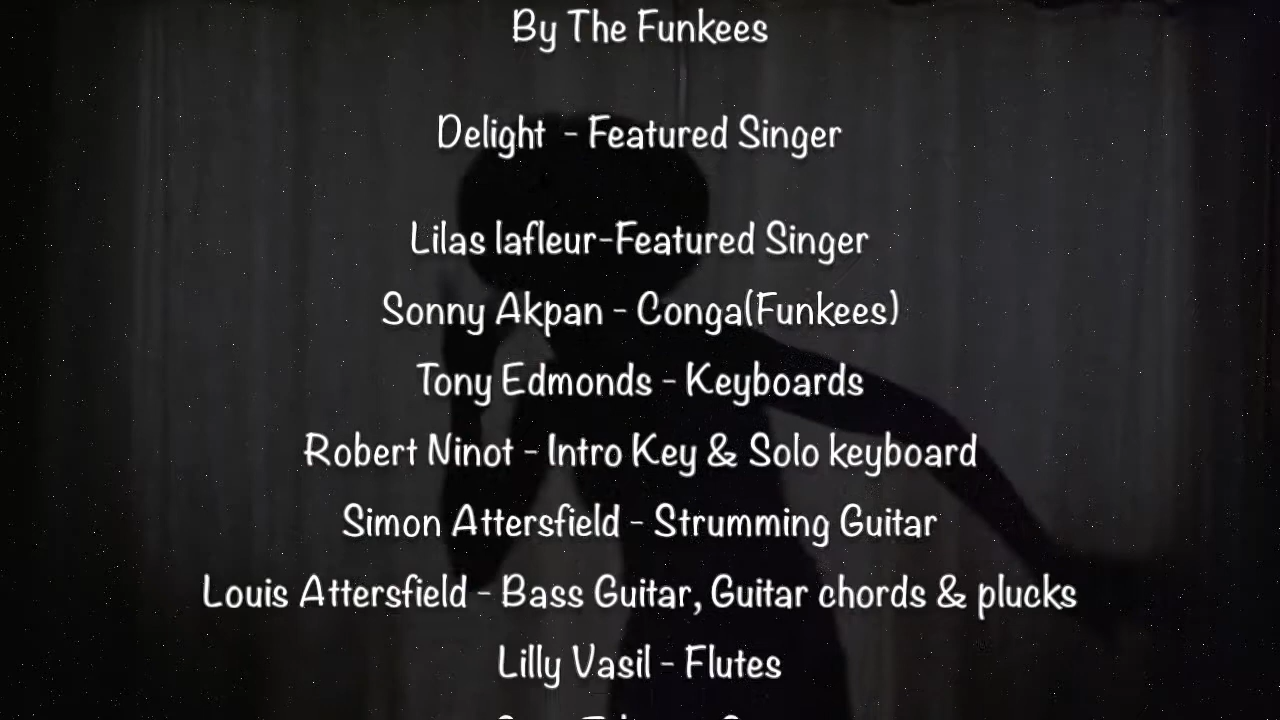 By The Funkees
Delight - Featured Singer
Lilas lafleur-Featured Singer
Sonny Akpan - Conga(Funkees)
Tony Edmonds - Keyboards
Robert Ninot - Intro Key & Solo keyboard
Simon Attersfield - Strumming Guitar
Louis Attersfield - Bass Guitar, Guitar chords & plucks
Lilly Vasil - Flutes